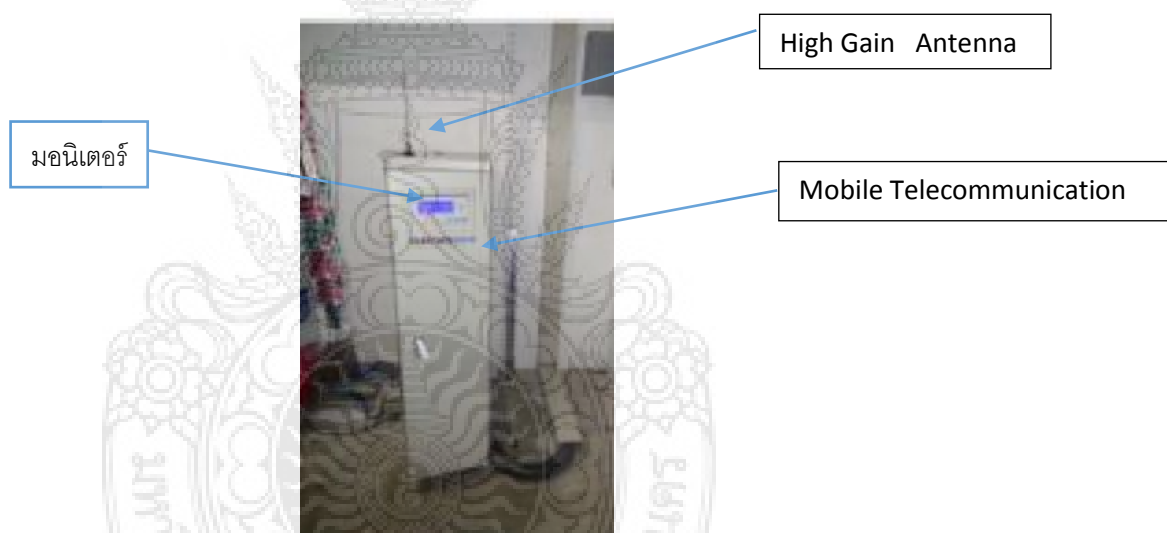 High Gain   Antenna
มอนิเตอร์
Mobile Telecommunication